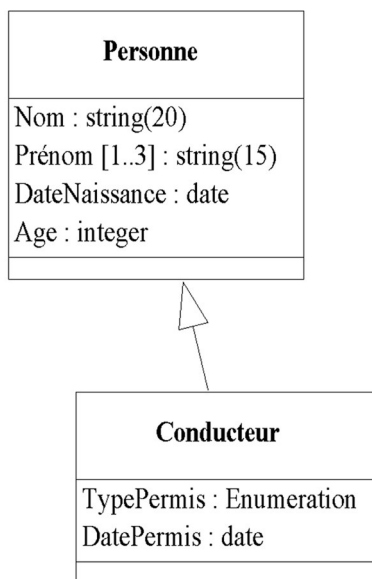 Personne
Nom : string(20)
Prénom [1..3] : string(15)
DateNaissance : date
Age : integer
Conducteur
TypePermis : Enumeration
DatePermis : date